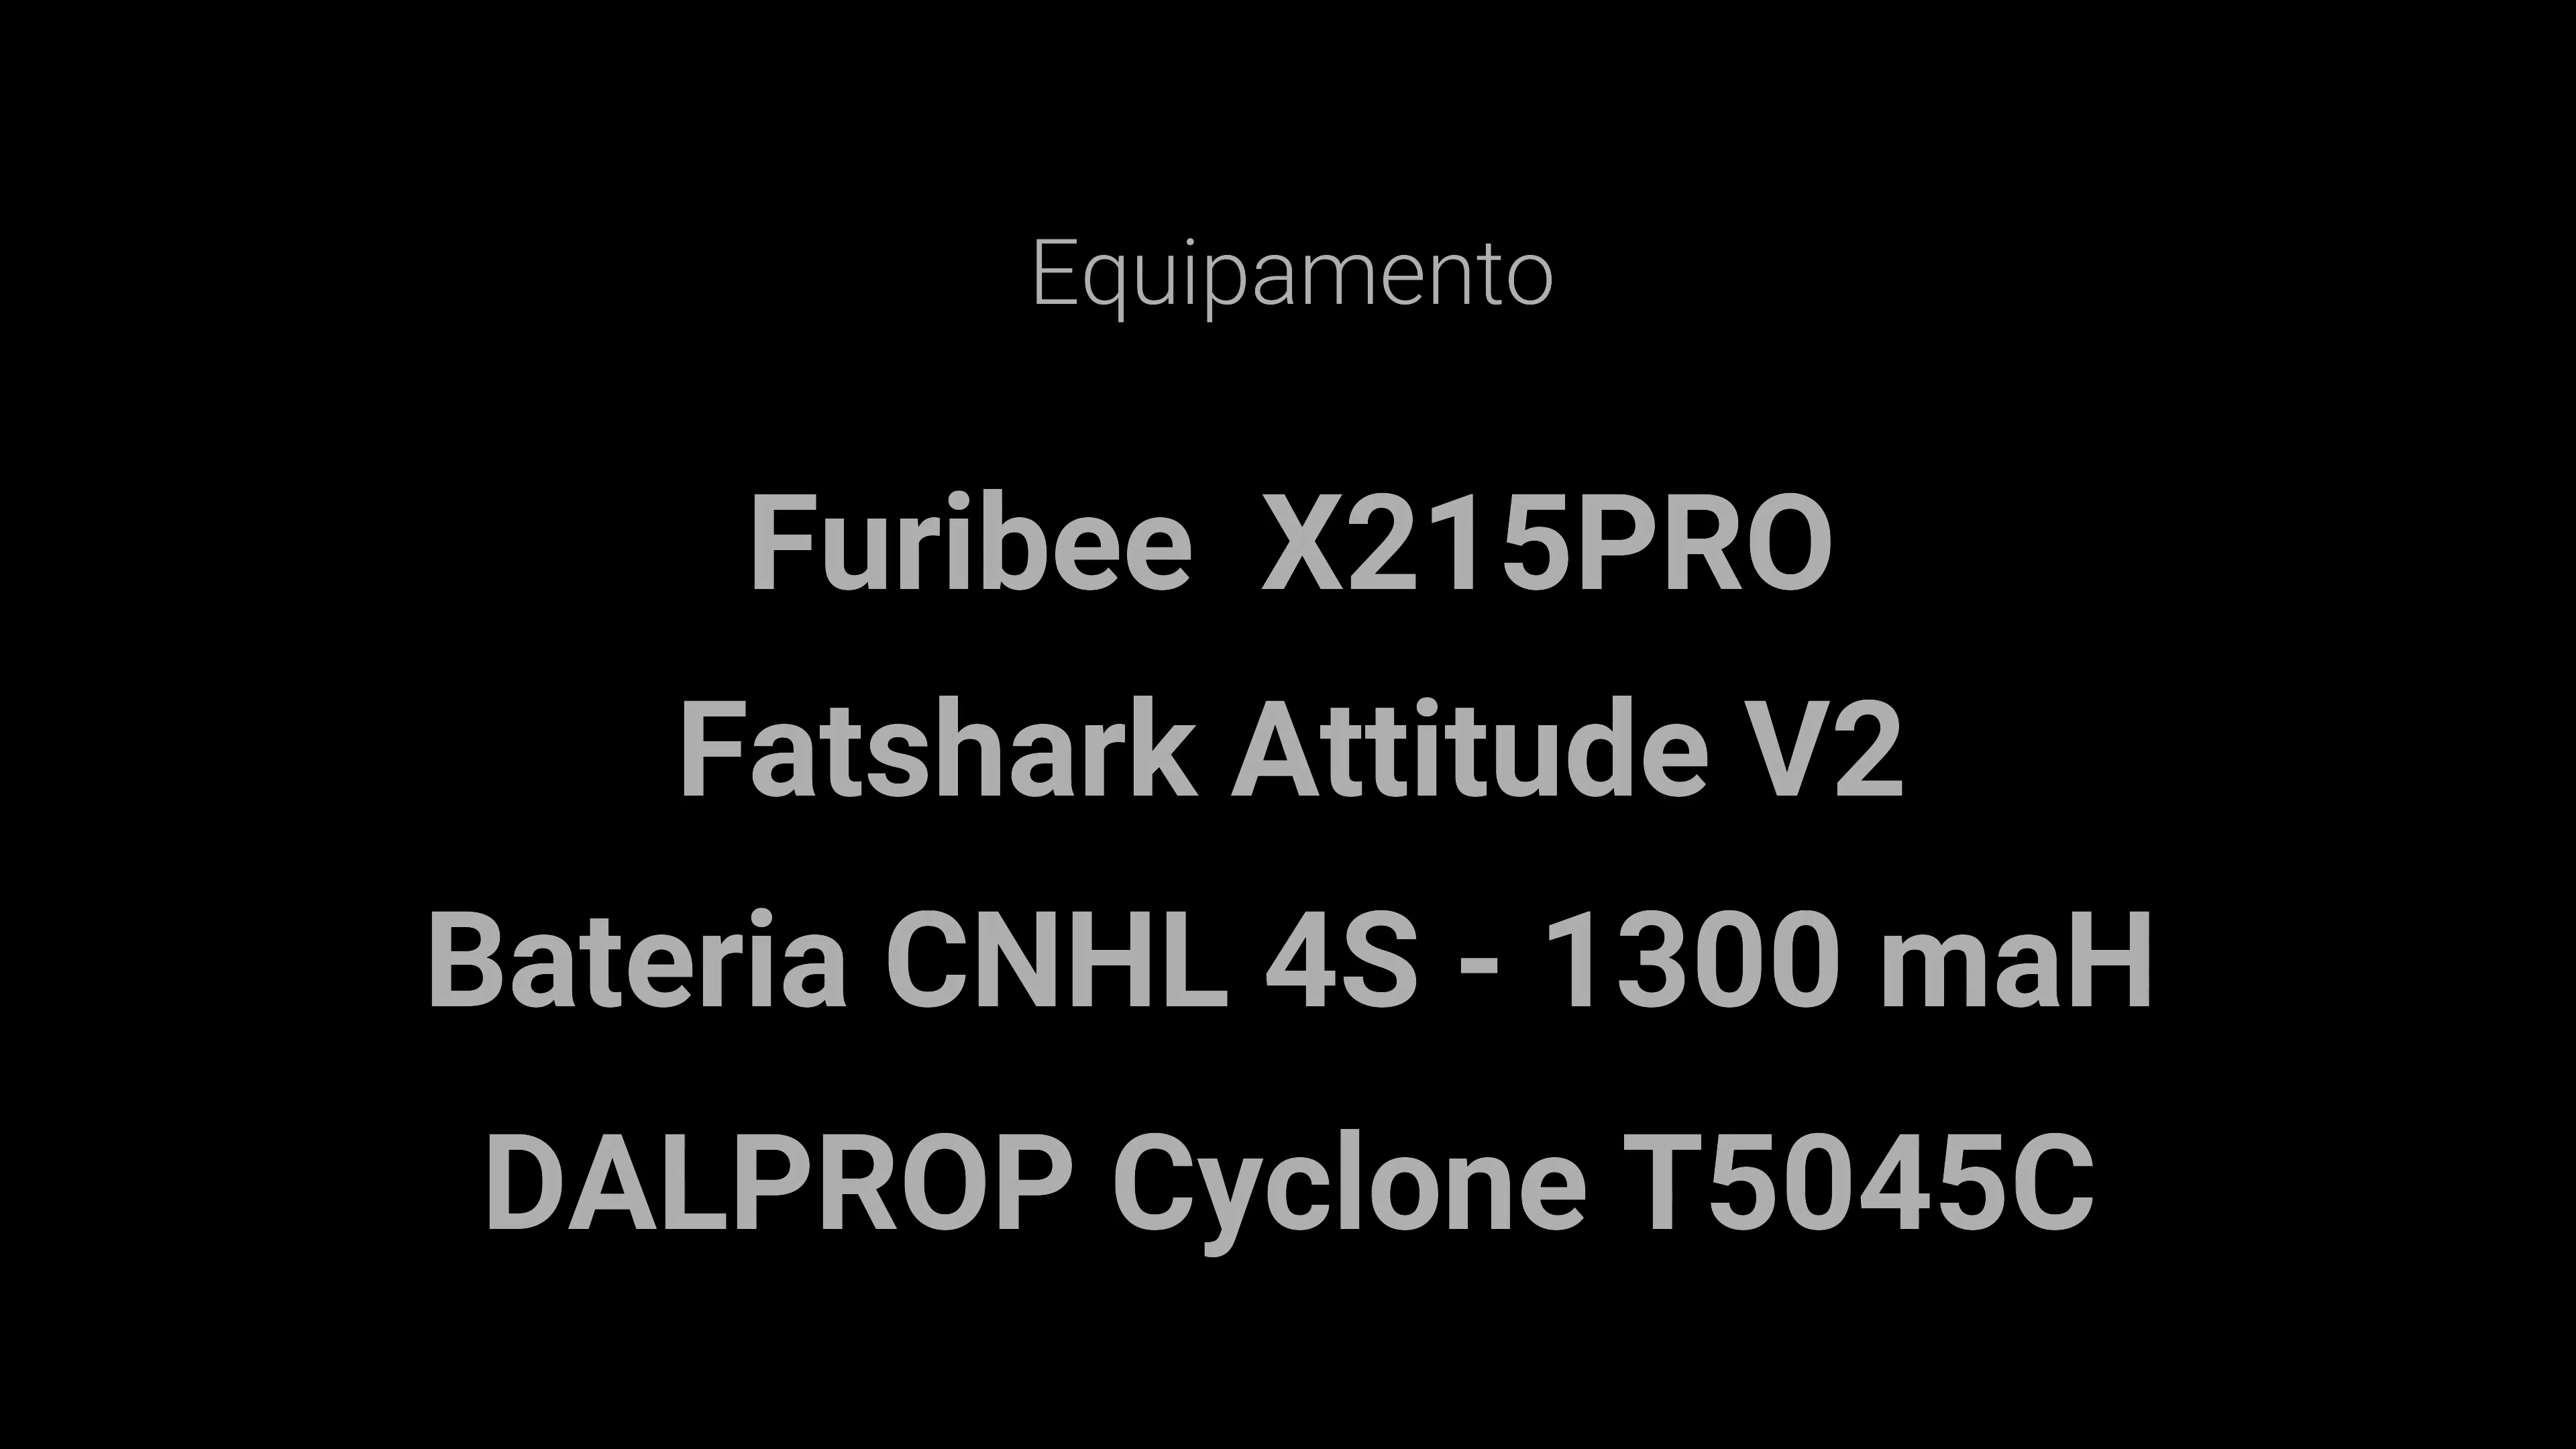 Equipamento
Furibee  X215PRO
Fatshark Attitude V2
Bateria CNHL 4S - 1300 maH
DALPROP Cyclone T5045C